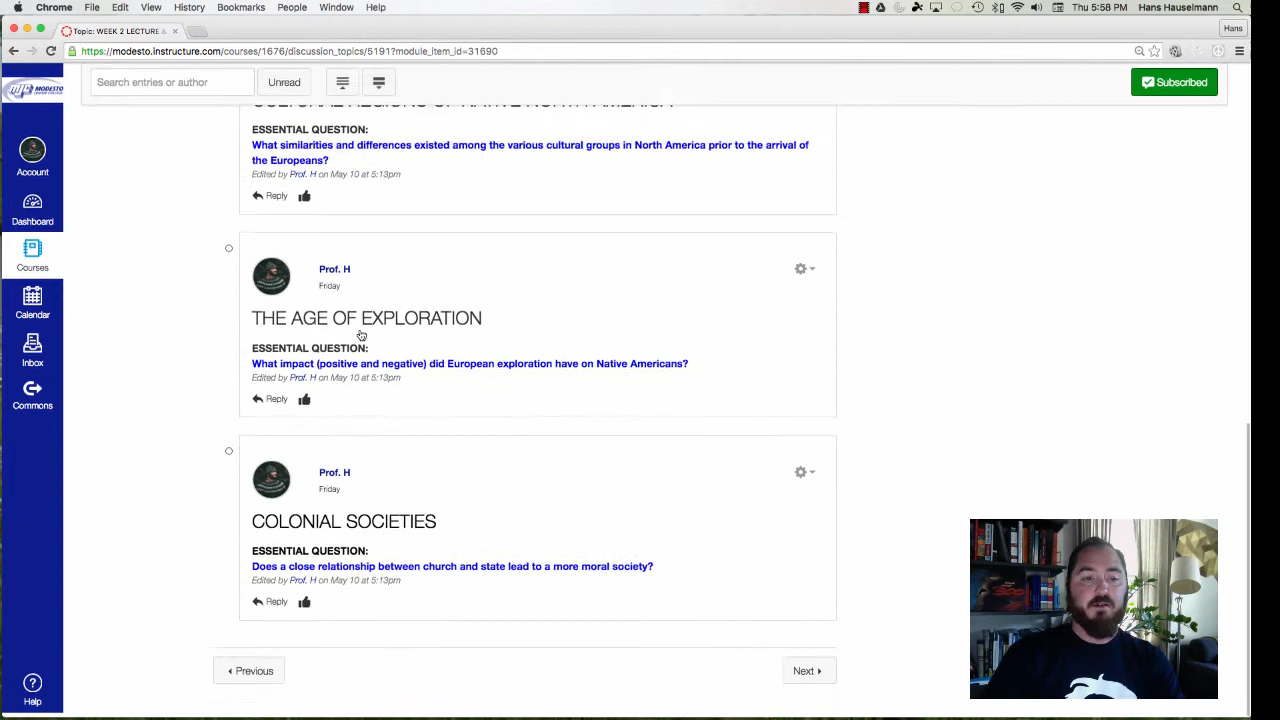 Chrome File Edit View History Bookmarks People Window Help Thu 5:58 PM Hans Hauselmann
Topic: WEEK 2 LECTURE & Hans
https://modesto.instructure.com/courses/1676/discussion_topics/5191?module_item_id=31690
MODESTO
Search entries or author Unread Subscribed
CULTURAL REGIONS OF NATIVE NORTH AMERICA
ESSENTIAL QUESTION:
What similarities and differences existed among the various cultural groups in North America prior to the arrival of
the Europeans?
Edited by Prof. H on May 10 at 5:13pm
Reply
Account
Dashboard
Courses
Calendar
Inbox
Commons
Help
Prof. H
Friday
THE AGE OF EXPLORATION
ESSENTIAL QUESTION:
What impact (positive and negative) did European exploration have on Native Americans?
Edited by Prof. H on May 10 at 5:13pm
Reply
Prof. H
Friday
COLONIAL SOCIETIES
ESSENTIAL QUESTION:
Does a close relationship between church and state lead to a more moral society?
Edited by Prof. H on May 10 at 5:13pm
Reply
Previous Next